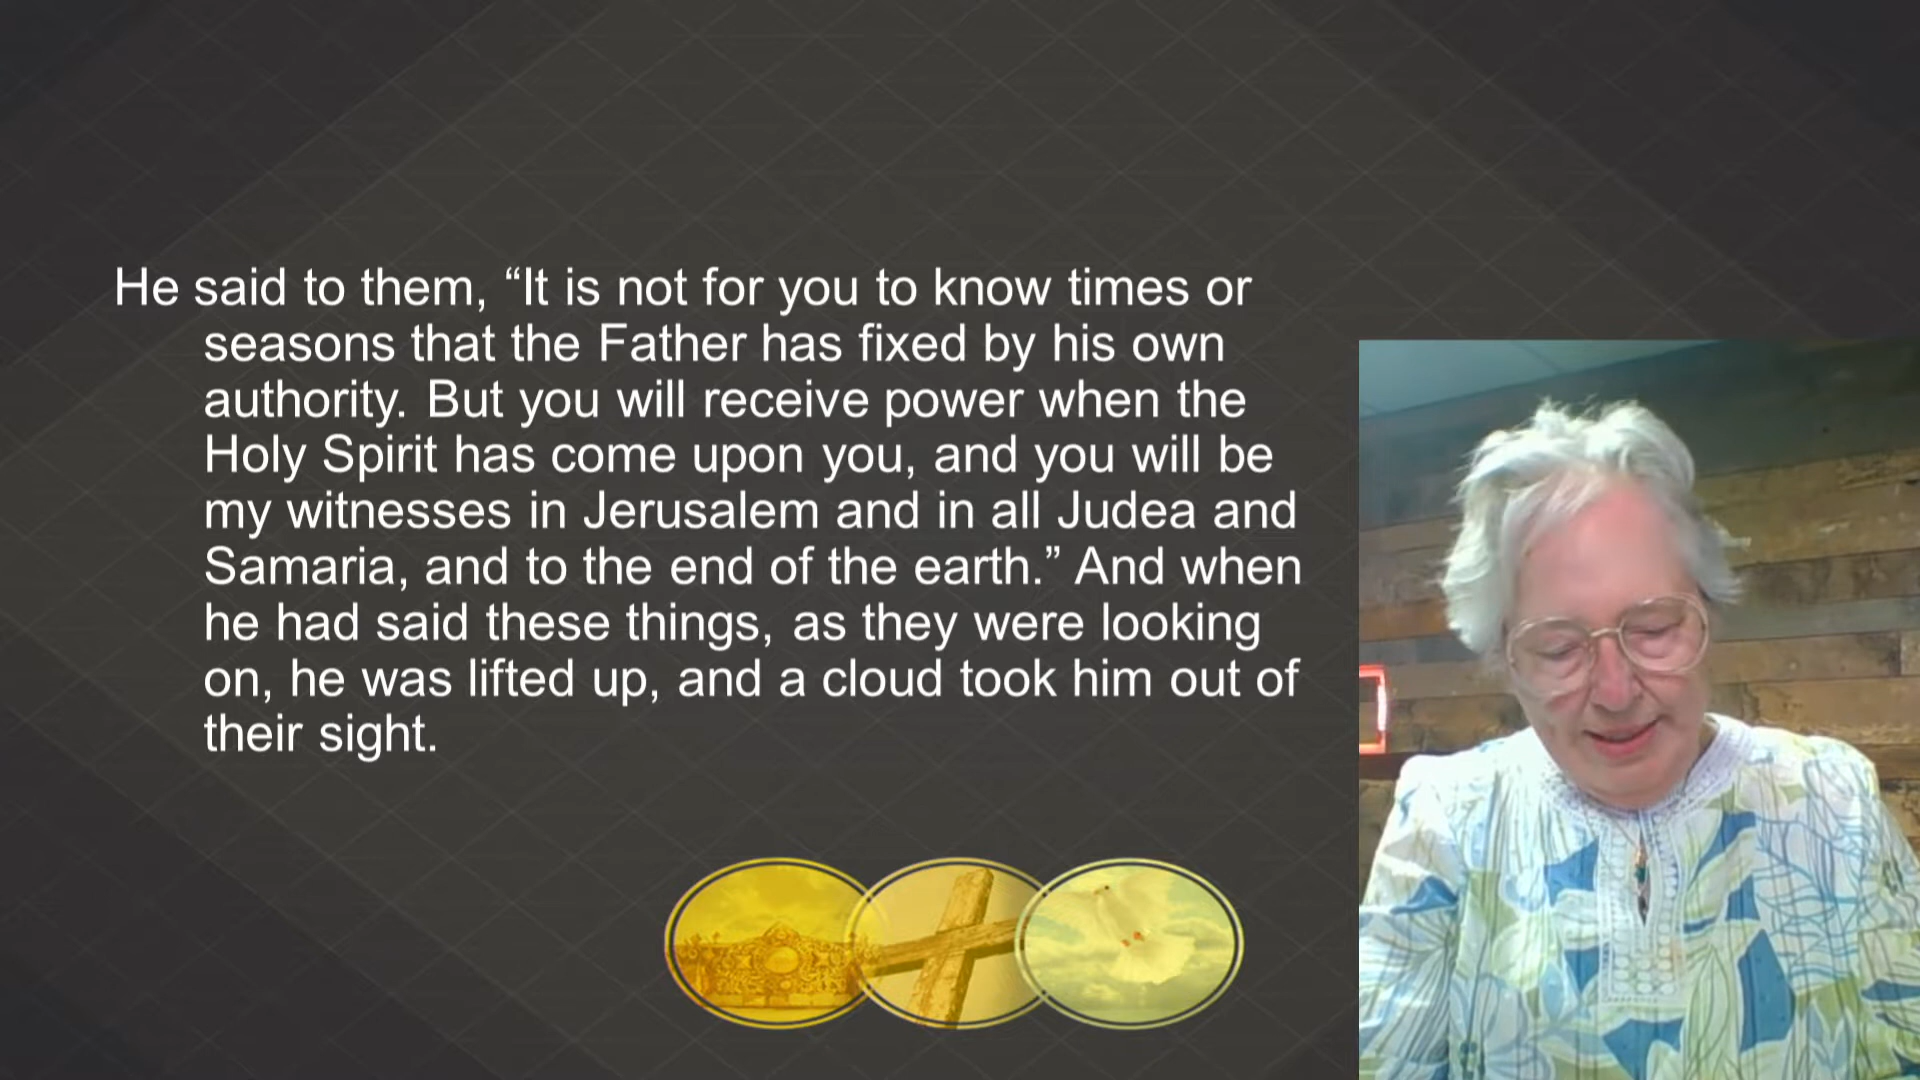 He said to them, “It is not for you to know times or
seasons that the Father has fixed by his own
authority. But you will receive power when the
Holy Spirit has come upon you, and you will be
my witnesses in Jerusalem and in all Judea and
Samaria, and to the end of the earth.” And when
he had said these things, as they were looking
on, he was lifted up, and a cloud took him out of
their sight.